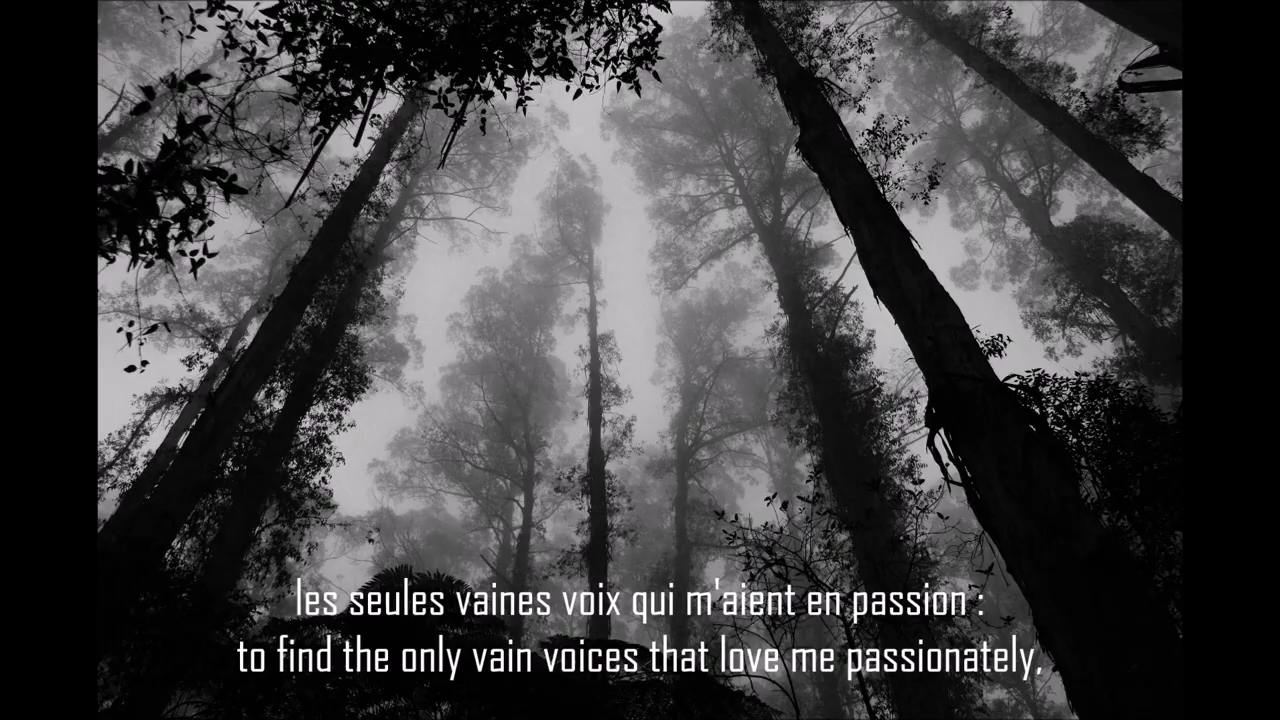 les seules vaines voix qui m'aient en passion :
to find the only vain voices that love me passionately,